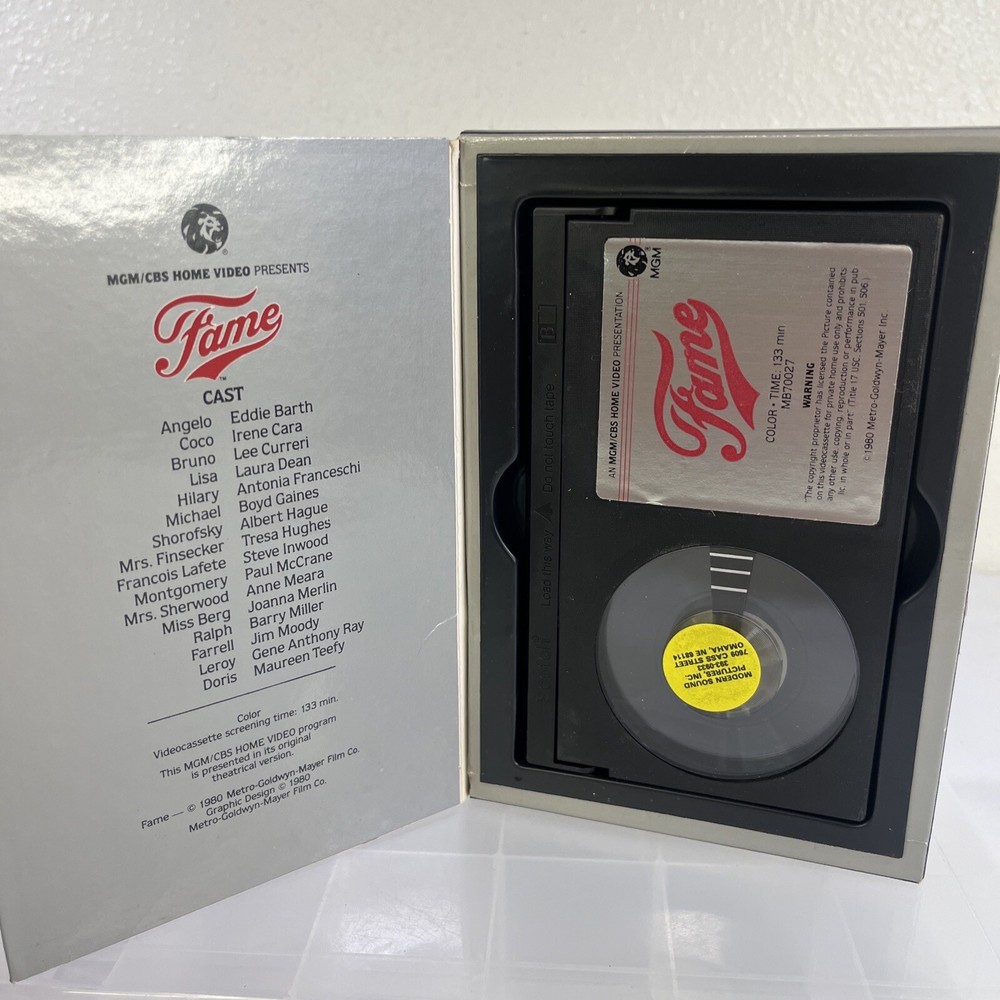 MGM/CBS HOME VIDEO PRESENTS
Fame
TM
CAST
Angelo Eddie Barth
Coco Irene Cara
Bruno Lee Curreri
Lisa Laura Dean
Hilary Antonia Franceschi
Michael Boyd Gaines
Shorofsky Albert Hague
Mrs. Finsecker Tresa Hughes
Francois Lafete Steve Inwood
Montgomery Paul McCrane
Mrs. Sherwood Anne Meara
Miss Berg Joanna Merlin
Ralph Barry Miller
Farrell Jim Moody
Leroy Gene Anthony Ray
Doris Maureen Teefy
Color
Videocassette screening time: 133 min.
This MGM/CBS HOME VIDEO program
is presented in its original
theatrical version.
Fame — © 1980 Metro-Goldwyn-Mayer Film Co.
Graphic Design © 1980
Metro-Goldwyn-Mayer Film Co.
B
Load this way ▲ Do not touch tape
MGM
AN MGM/CBS HOME VIDEO PRESENTATION
Fame
COLOR • TIME: 133 min
MB70027
WARNING
"The copyright proprietor has licensed the Picture contained
on this videocassette for private home use only and prohibits
any other use, copying, reproduction or performance in pub
lic, in whole or in part" (Title 17 USC. Sections 501, 506.)
©1980 Metro-Goldwyn-Mayer Inc.
MODERN SOUND
PICTURES, INC.
393-0933
7609 CASS STREET
OMAHA, NE 68114